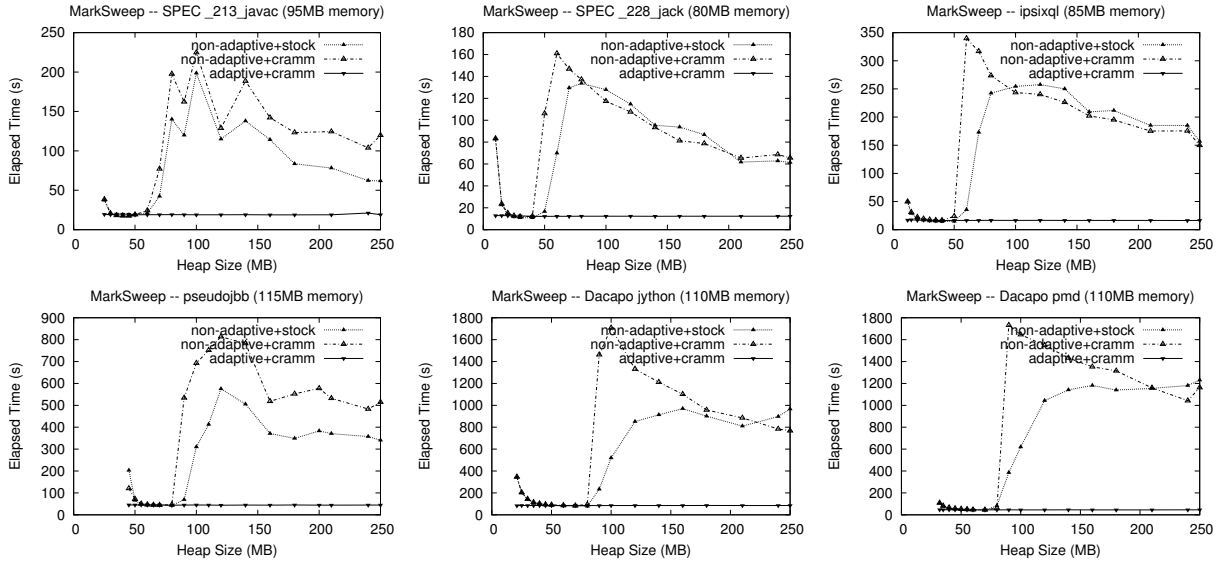 MarkSweep -- SPEC _213_javac (95MB memory)
250
200
150
100
50
0
Elapsed Time (s)
non-adaptive+stock
non-adaptive+cramm
adaptive+cramm
0 50 100 150 200 250
Heap Size (MB)
MarkSweep -- SPEC _228_jack (80MB memory)
180
160
140
120
100
80
60
40
20
0
Elapsed Time (s)
non-adaptive+stock
non-adaptive+cramm
adaptive+cramm
0 50 100 150 200 250
Heap Size (MB)
MarkSweep -- ipsixql (85MB memory)
350
300
250
200
150
100
50
0
Elapsed Time (s)
non-adaptive+stock
non-adaptive+cramm
adaptive+cramm
0 50 100 150 200 250
Heap Size (MB)
MarkSweep -- pseudojbb (115MB memory)
900
800
700
600
500
400
300
200
100
0
Elapsed Time (s)
non-adaptive+stock
non-adaptive+cramm
adaptive+cramm
0 50 100 150 200 250
Heap Size (MB)
MarkSweep -- Dacapo jython (110MB memory)
1800
1600
1400
1200
1000
800
600
400
200
0
Elapsed Time (s)
non-adaptive+stock
non-adaptive+cramm
adaptive+cramm
0 50 100 150 200 250
Heap Size (MB)
MarkSweep -- Dacapo pmd (110MB memory)
1800
1600
1400
1200
1000
800
600
400
200
0
Elapsed Time (s)
non-adaptive+stock
non-adaptive+cramm
adaptive+cramm
0 50 100 150 200 250
Heap Size (MB)